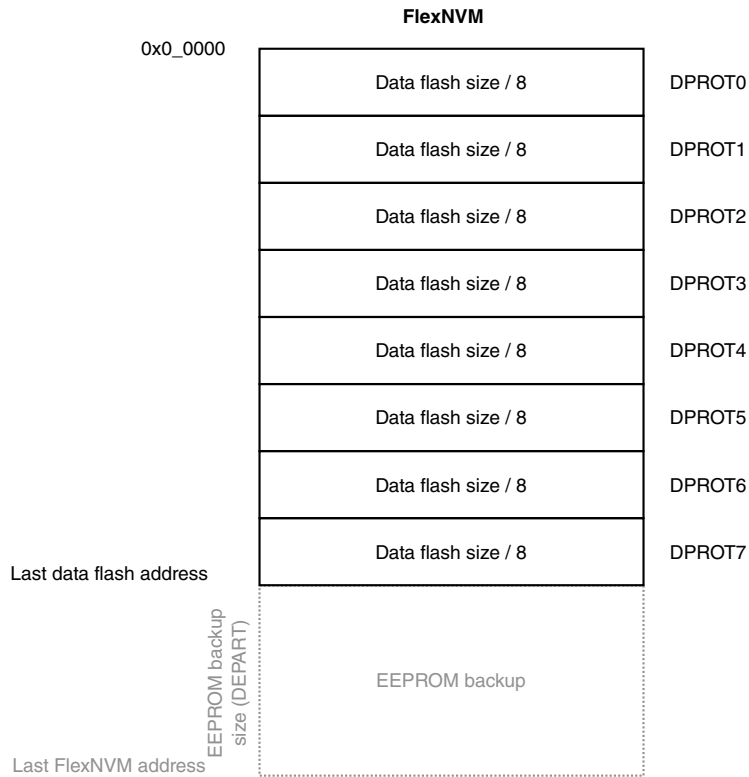 FlexNVM
0x0_0000
Data flash size / 8 DPROT0
Data flash size / 8 DPROT1
Data flash size / 8 DPROT2
Data flash size / 8 DPROT3
Data flash size / 8 DPROT4
Data flash size / 8 DPROT5
Data flash size / 8 DPROT6
Data flash size / 8 DPROT7
Last data flash address
EEPROM backup
size (DEPART)
EEPROM backup
Last FlexNVM address